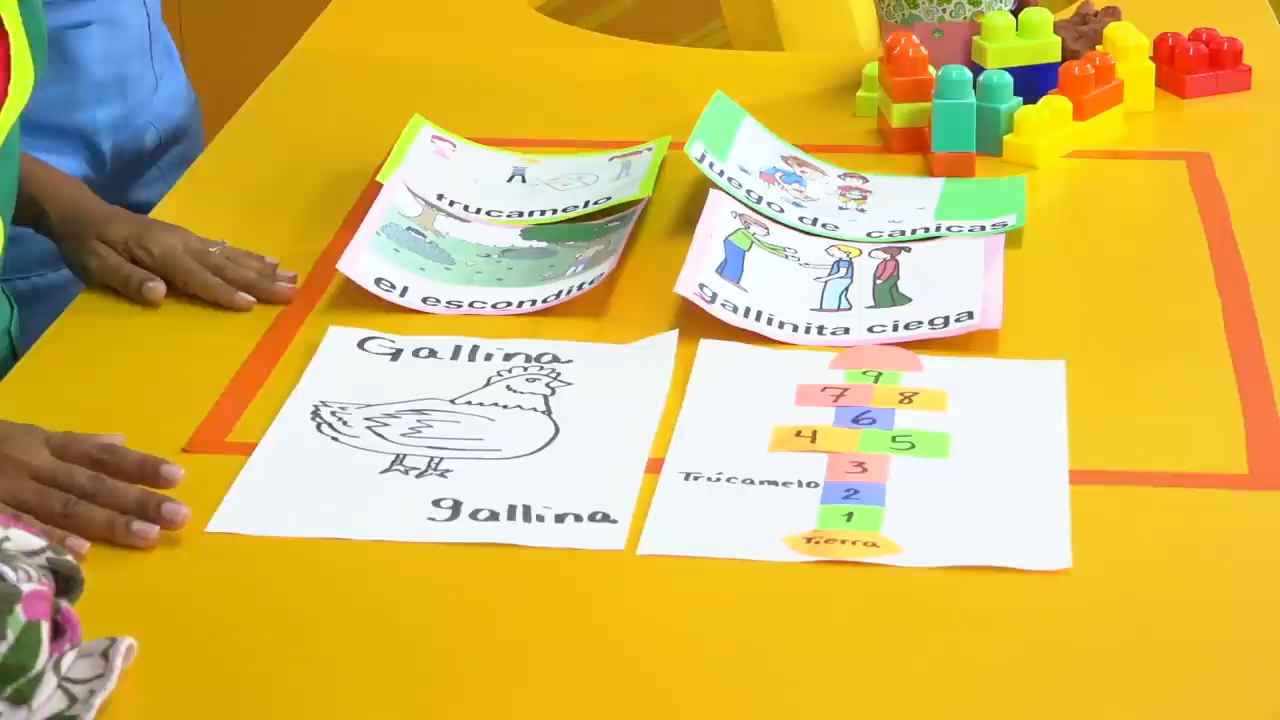 trucamelo
el escondite
juego de canicas
gallinita ciega
Gallina
gallina
9
7 8
6
4 5
3
Trúcamelo
2
1
Tierra